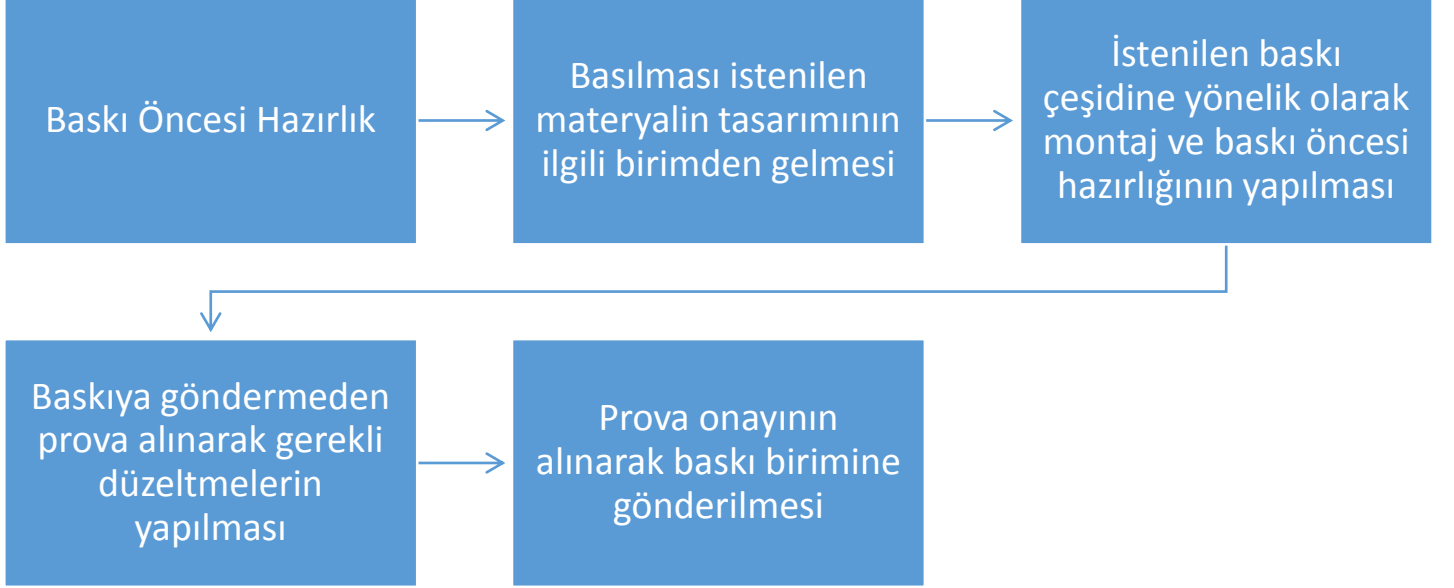 Baskı Öncesi Hazırlık
Basılması istenilen
materyalin tasarımının
ilgili birimden gelmesi
İstenilen baskı
çeşidine yönelik olarak
montaj ve baskı öncesi
hazırlığının yapılması
Baskıya göndermeden
prova alınarak gerekli
düzeltmelerin
yapılması
Prova onayının
alınarak baskı birimine
gönderilmesi